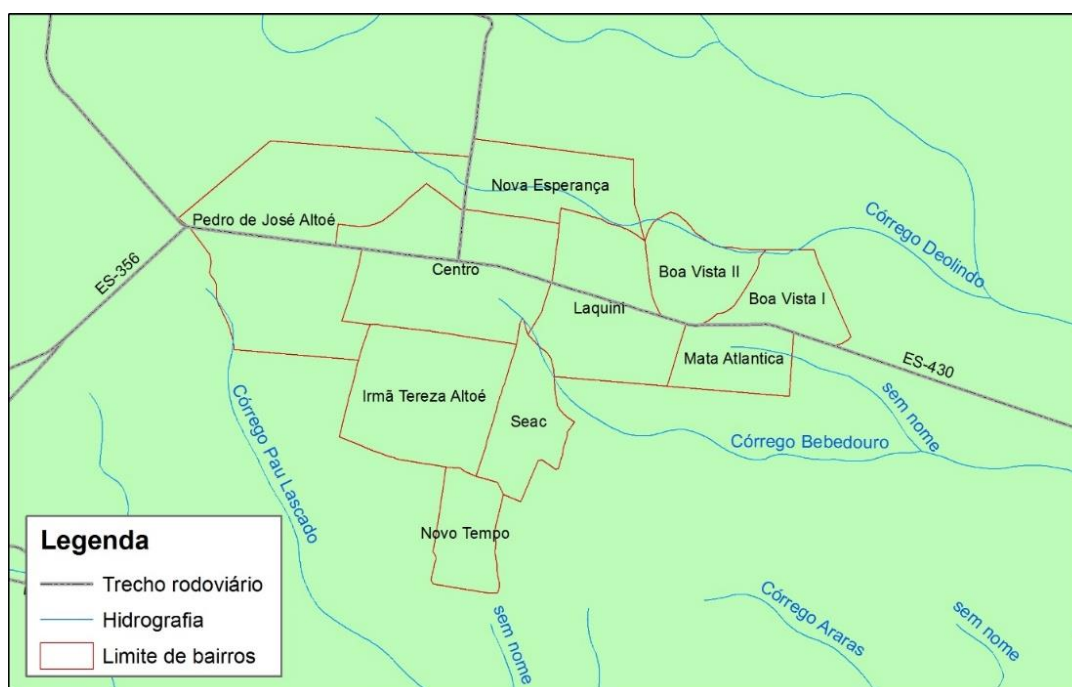 Nova Esperança
Pedro de José Altoé
Córrego Deolindo
ES-356
Centro
Boa Vista II
Boa Vista I
Laquini
Mata Atlantica
ES-430
Irmã Tereza Altoé
Seac
sem nome
Córrego Bebedouro
Córrego Pau Lascado
Novo Tempo
Legenda
Trecho rodoviário
Hidrografia
Limite de bairros
sem nome
Córrego Araras
sem nome